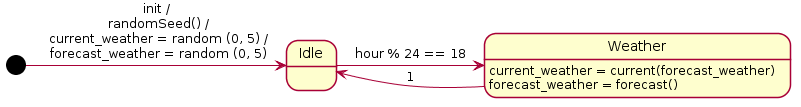 init /
randomSeed() /
current_weather = random (0, 5) /
forecast_weather = random (0, 5)
Idle
hour % 24 == 18
1
Weather
current_weather = current(forecast_weather)
forecast_weather = forecast()